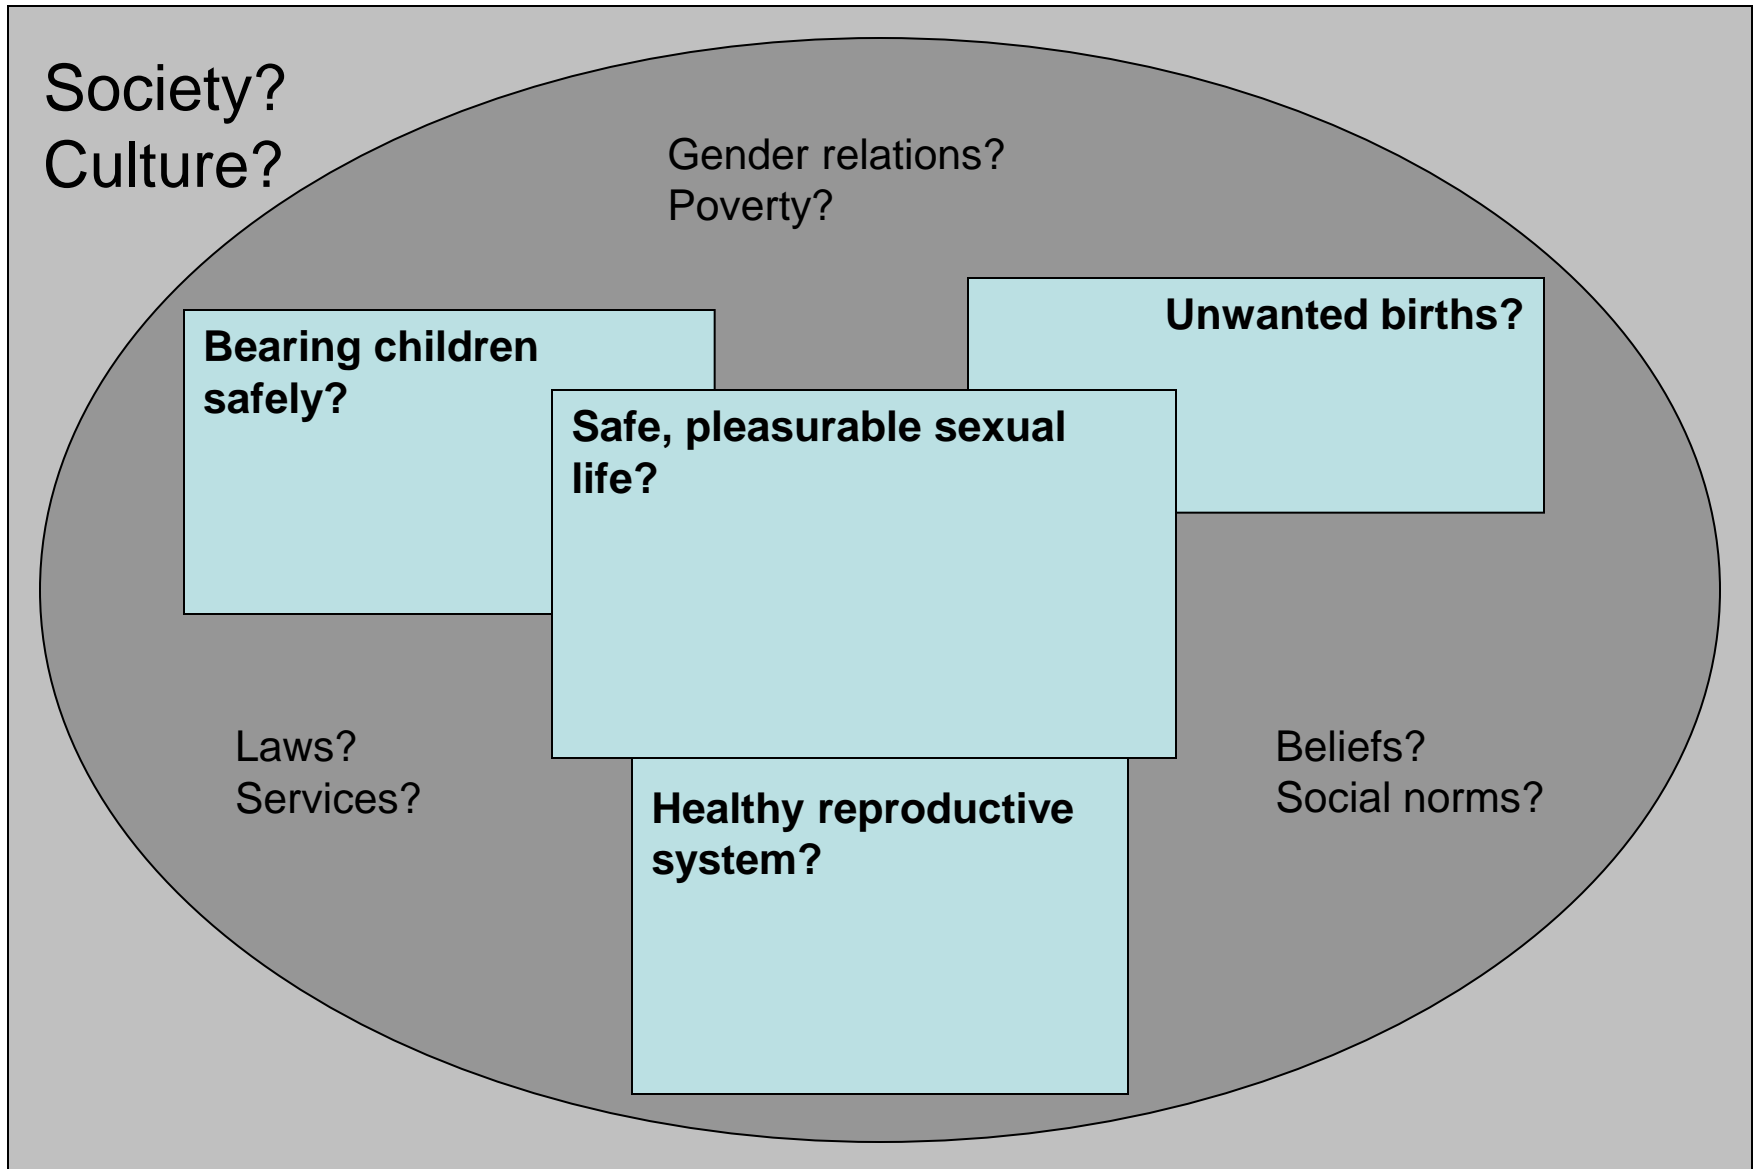 Society?
Culture?
Gender relations?
Poverty?
Bearing children
safely?
Unwanted births?
Safe, pleasurable sexual
life?
Laws?
Services?
Beliefs?
Social norms?
Healthy reproductive
system?